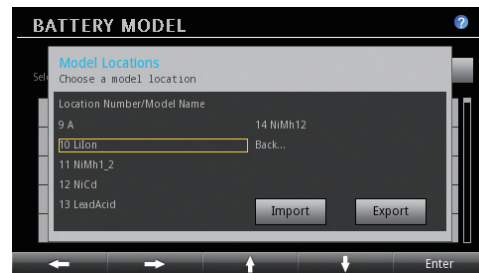 BATTERY MODEL
?
Model Locations
Choose a model location
Location Number/Model Name
9 A
10 LiIon
11 NiMh1_2
12 NiCd
13 LeadAcid
14 NiMh12
Back...
Import
Export
Enter